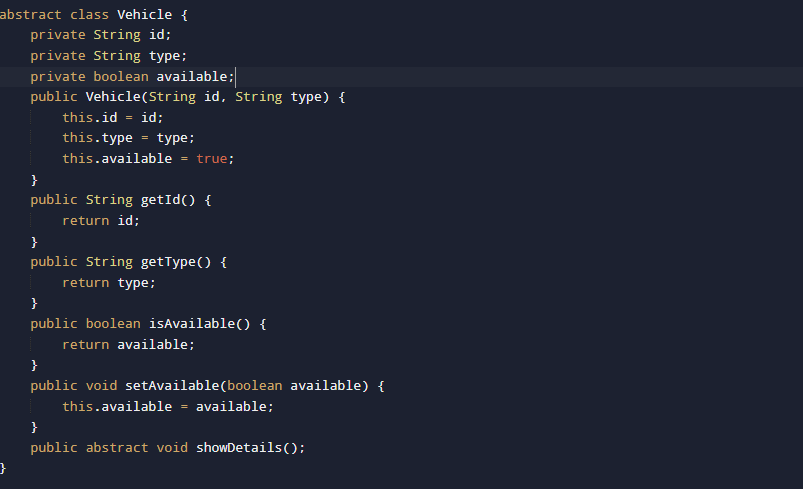 abstract class Vehicle {
    private String id;
    private String type;
    private boolean available;
    public Vehicle(String id, String type) {
        this.id = id;
        this.type = type;
        this.available = true;
    }
    public String getId() {
        return id;
    }
    public String getType() {
        return type;
    }
    public boolean isAvailable() {
        return available;
    }
    public void setAvailable(boolean available) {
        this.available = available;
    }
    public abstract void showDetails();
}